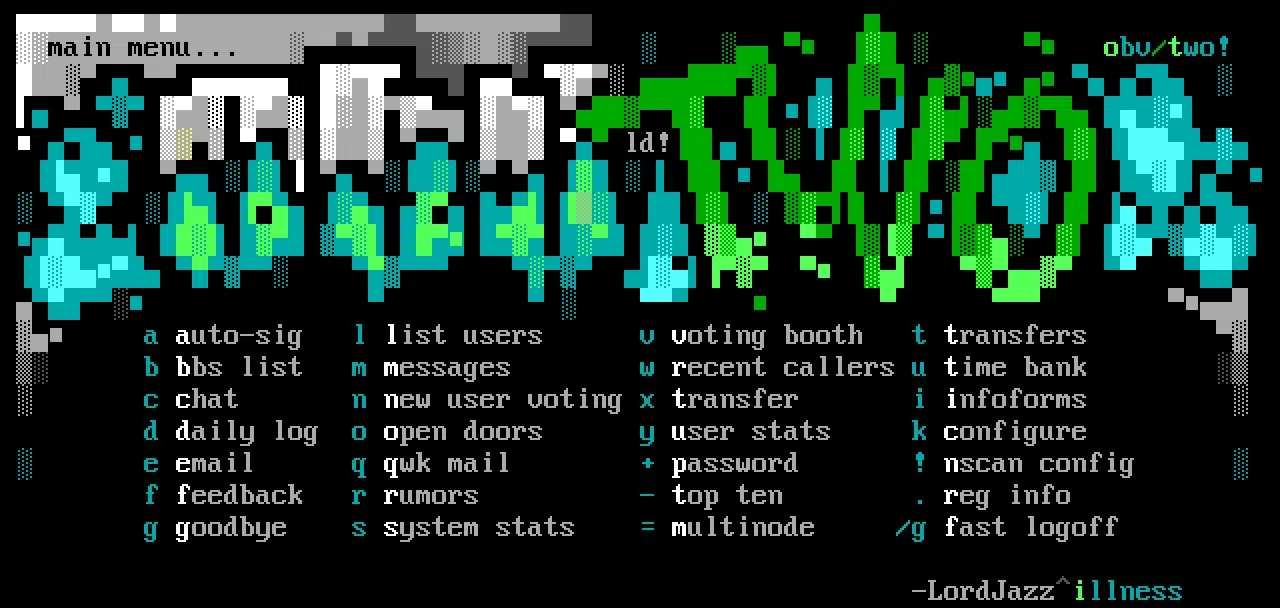 main menu...
obv/two!
ld!
a auto-sig l list users v voting booth t transfers
b bbs list m messages w recent callers u time bank
c chat n new user voting x transfer i infoforms
d daily log o open doors y user stats k configure
e email q qwk mail + password ! nscan config
f feedback r rumors - top ten . reg info
g goodbye s system stats = multinode /g fast logoff
-LordJazz^illness